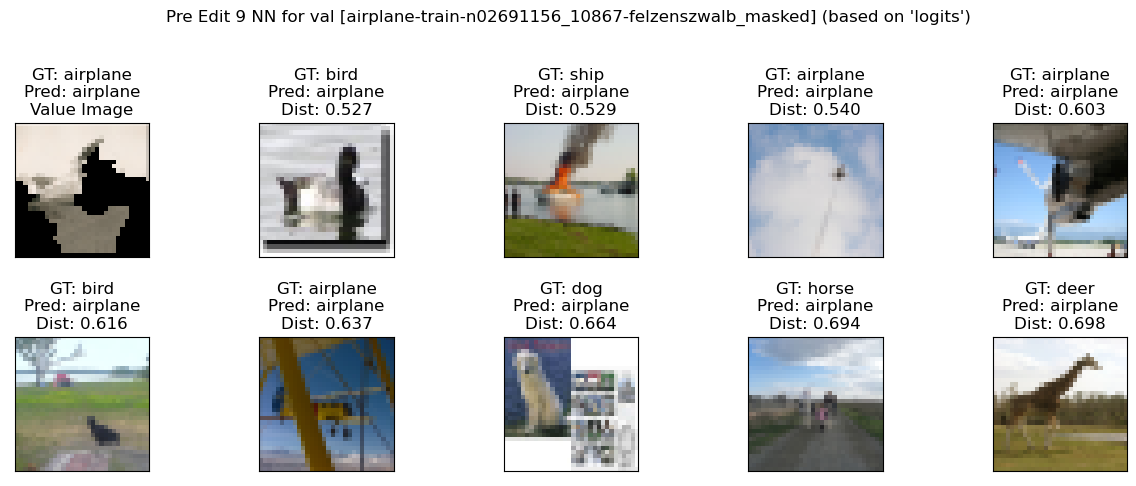 Pre Edit 9 NN for val [airplane-train-n02691156_10867-felzenszwalb_masked] (based on 'logits')
GT: airplane
Pred: airplane
Value Image
GT: bird
Pred: airplane
Dist: 0.527
GT: ship
Pred: airplane
Dist: 0.529
GT: airplane
Pred: airplane
Dist: 0.540
GT: airplane
Pred: airplane
Dist: 0.603
GT: bird
Pred: airplane
Dist: 0.616
GT: airplane
Pred: airplane
Dist: 0.637
GT: dog
Pred: airplane
Dist: 0.664
GT: horse
Pred: airplane
Dist: 0.694
GT: deer
Pred: airplane
Dist: 0.698